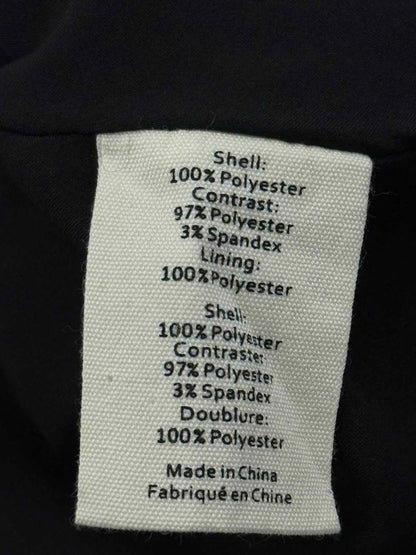 Shell:
100% Polyester
Contrast:
97% Polyester
3% Spandex
Lining:
100% Polyester
Shell:
100% Polyester
Contraster:
97% Polyester
3% Spandex
Doublure:
100% Polyester
Made in China
Fabriqué en Chine